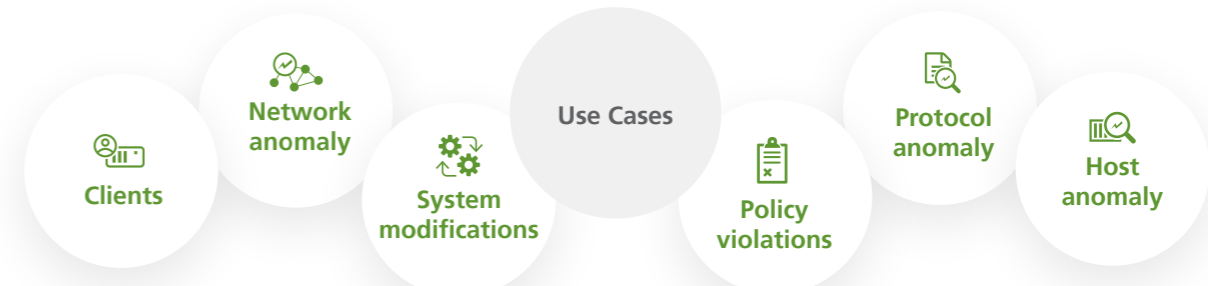 Clients
Network
anomaly
System
modifications
Use Cases
Policy
violations
Protocol
anomaly
Host
anomaly